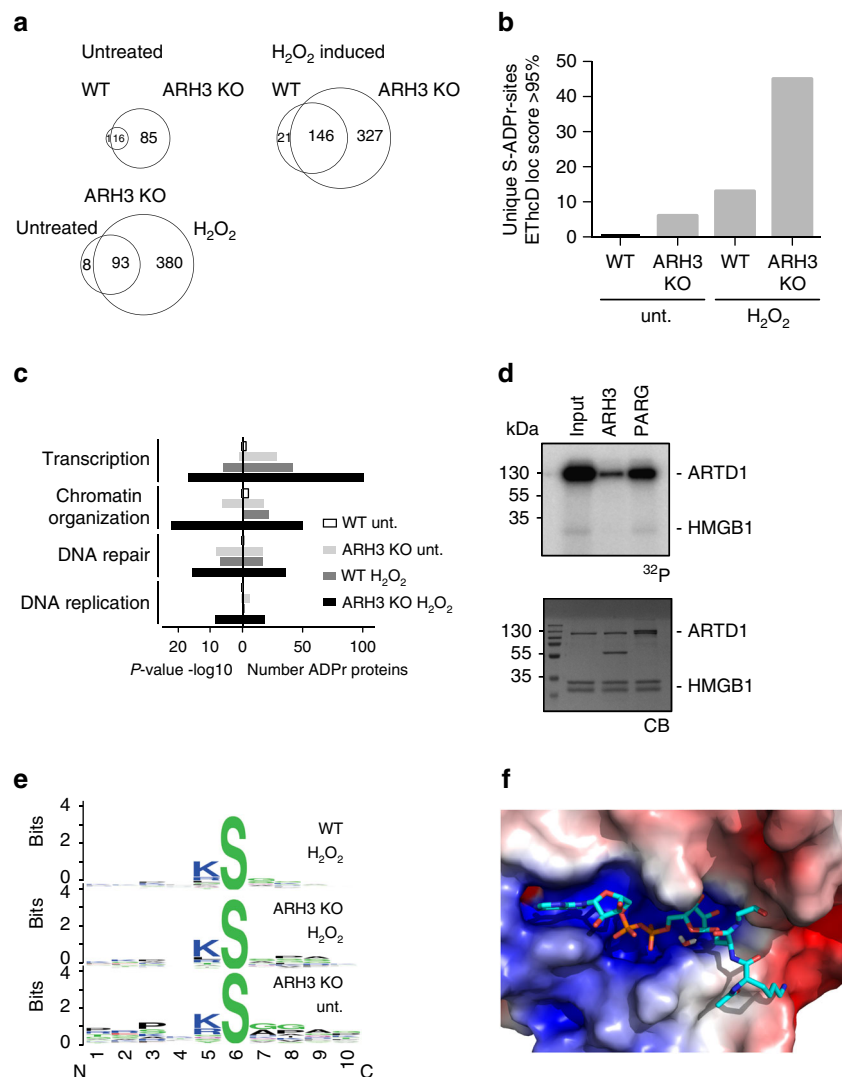 a
Untreated
WT
ARH3 KO
1
16
85
H2O2 induced
WT
ARH3 KO
21
146
327
ARH3 KO
Untreated
H2O2
8
93
380
b
Unique S-ADPr-sites
EThcD loc score >95%
50
40
30
20
10
0
WT
ARH3 KO
WT
ARH3 KO
unt.
H2O2
c
Transcription
Chromatin organization
DNA repair
DNA replication
WT unt.
ARH3 KO unt.
WT H2O2
ARH3 KO H2O2
20 10 0 50 100
P-value -log10
Number ADPr proteins
d
kDa
Input
ARH3
PARG
130
55
35
- ARTD1
- HMGB1
32P
130
55
35
- ARTD1
- HMGB1
CB
e
Bits
4
2
0
K S
WT
H2O2
Bits
4
2
0
K S
ARH3 KO
H2O2
Bits
4
2
0
K S
ARH3 KO
unt.
N 1 2 3 4 5 6 7 8 9 10 C
f